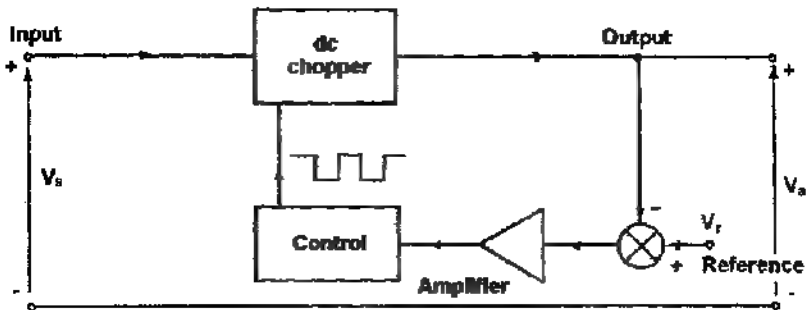 Input
dc
chopper
Output
+
+
Vs
Va
Control
Amplifier
-
Vr
+
Reference
-
-